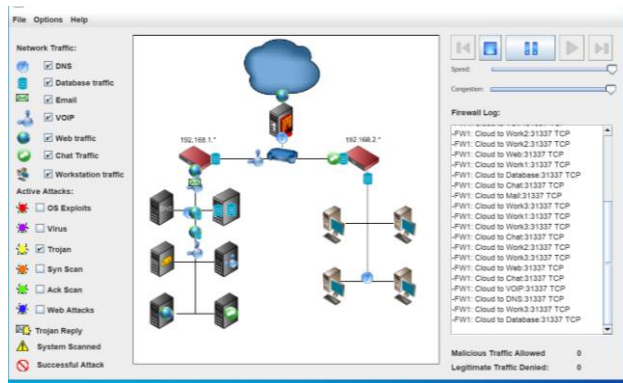 File Options Help
Network Traffic:
DNS
Database traffic
Email
VOIP
Web traffic
Chat Traffic
Workstation traffic
Active Attacks:
OS Exploits
Virus
Trojan
Syn Scan
Ack Scan
Web Attacks
Trojan Reply
System Scanned
Successful Attack
192.168.1.*
192.168.2.*
Speed:
Congestion:
Firewall Log:
-FW1: Cloud to Work2:31337 TCP
-FW1: Cloud to Work2:31337 TCP
-FW1: Cloud to Web:31337 TCP
-FW1: Cloud to Work1:31337 TCP
-FW1: Cloud to Database:31337 TCP
-FW1: Cloud to Chat:31337 TCP
-FW1: Cloud to Mail:31337 TCP
-FW1: Cloud to Work3:31337 TCP
-FW1: Cloud to Work1:31337 TCP
-FW1: Cloud to Work3:31337 TCP
-FW1: Cloud to Chat:31337 TCP
-FW1: Cloud to Work2:31337 TCP
-FW1: Cloud to Work3:31337 TCP
-FW1: Cloud to Web:31337 TCP
-FW1: Cloud to Chat:31337 TCP
-FW1: Cloud to VOIP:31337 TCP
-FW1: Cloud to DNS:31337 TCP
-FW1: Cloud to Work3:31337 TCP
-FW1: Cloud to Database:31337 TCP
Malicious Traffic Allowed 0
Legitimate Traffic Denied: 0